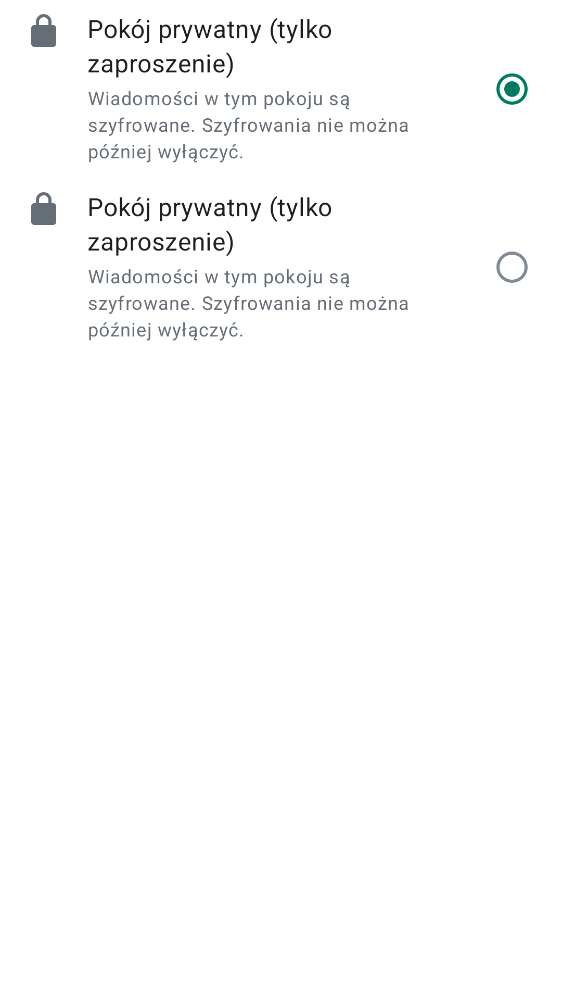 Pokój prywatny (tylko
zaproszenie)
Wiadomości w tym pokoju są
szyfrowane. Szyfrowania nie można
później wyłączyć.
Pokój prywatny (tylko
zaproszenie)
Wiadomości w tym pokoju są
szyfrowane. Szyfrowania nie można
później wyłączyć.